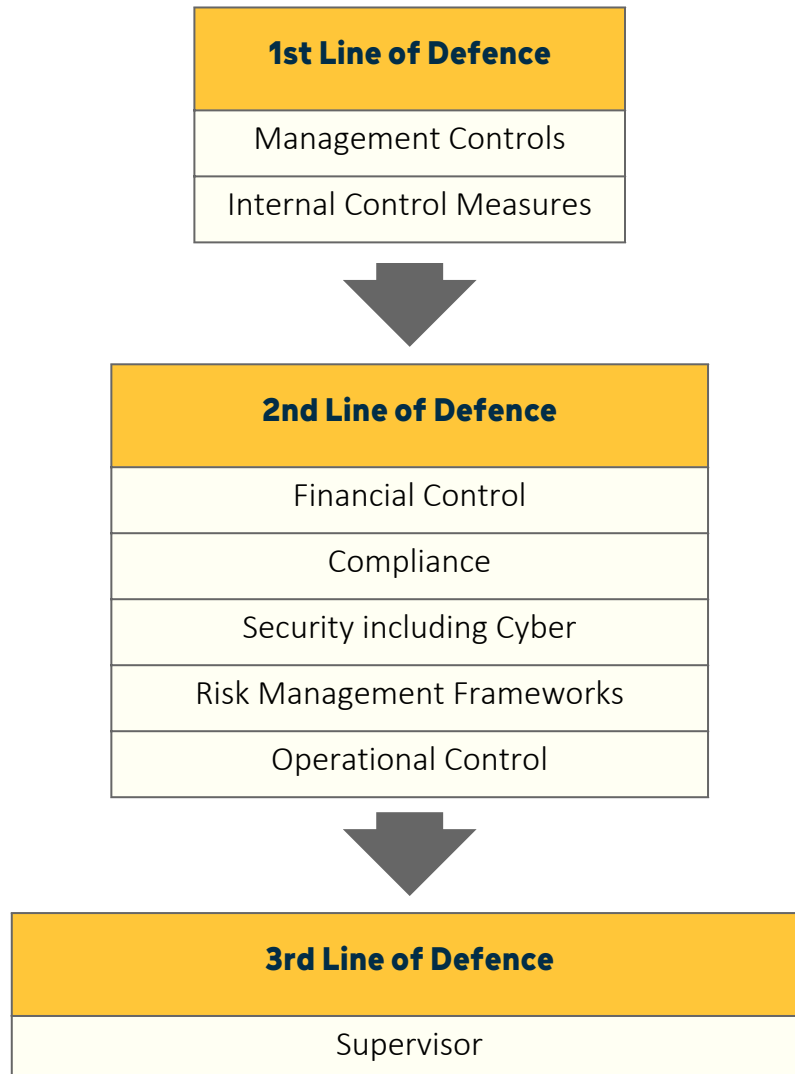 1st Line of Defence
Management Controls
Internal Control Measures
2nd Line of Defence
Financial Control
Compliance
Security including Cyber
Risk Management Frameworks
Operational Control
3rd Line of Defence
Supervisor